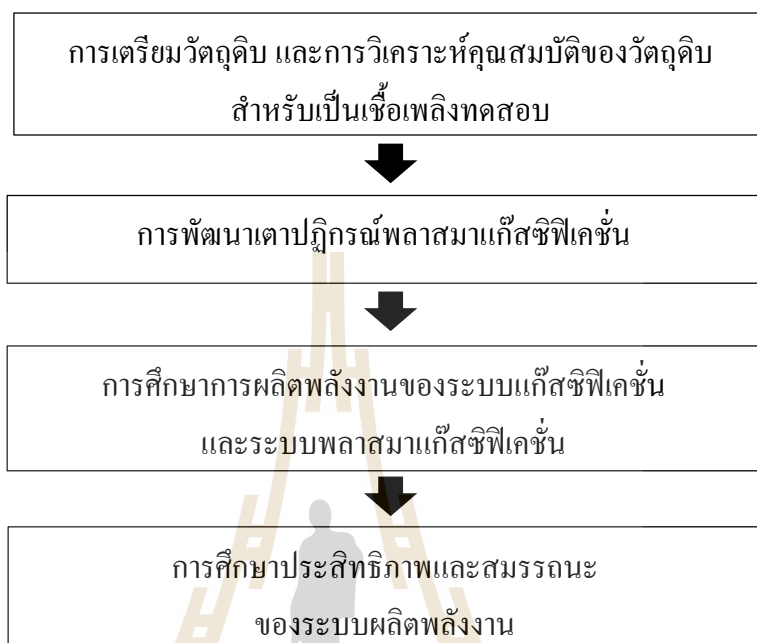 การเตรียมวัตถุดิบ และการวิเคราะห์คุณสมบัติของวัตถุดิบ
สำหรับเป็นเชื้อเพลิงทดสอบ
การพัฒนาเตาปฏิกรณ์พลาสมาแก๊สซิฟิเคชั่น
การศึกษาการผลิตพลังงานของระบบแก๊สซิฟิเคชั่น
และระบบพลาสมาแก๊สซิฟิเคชั่น
การศึกษาประสิทธิภาพและสมรรถนะ
ของระบบผลิตพลังงาน